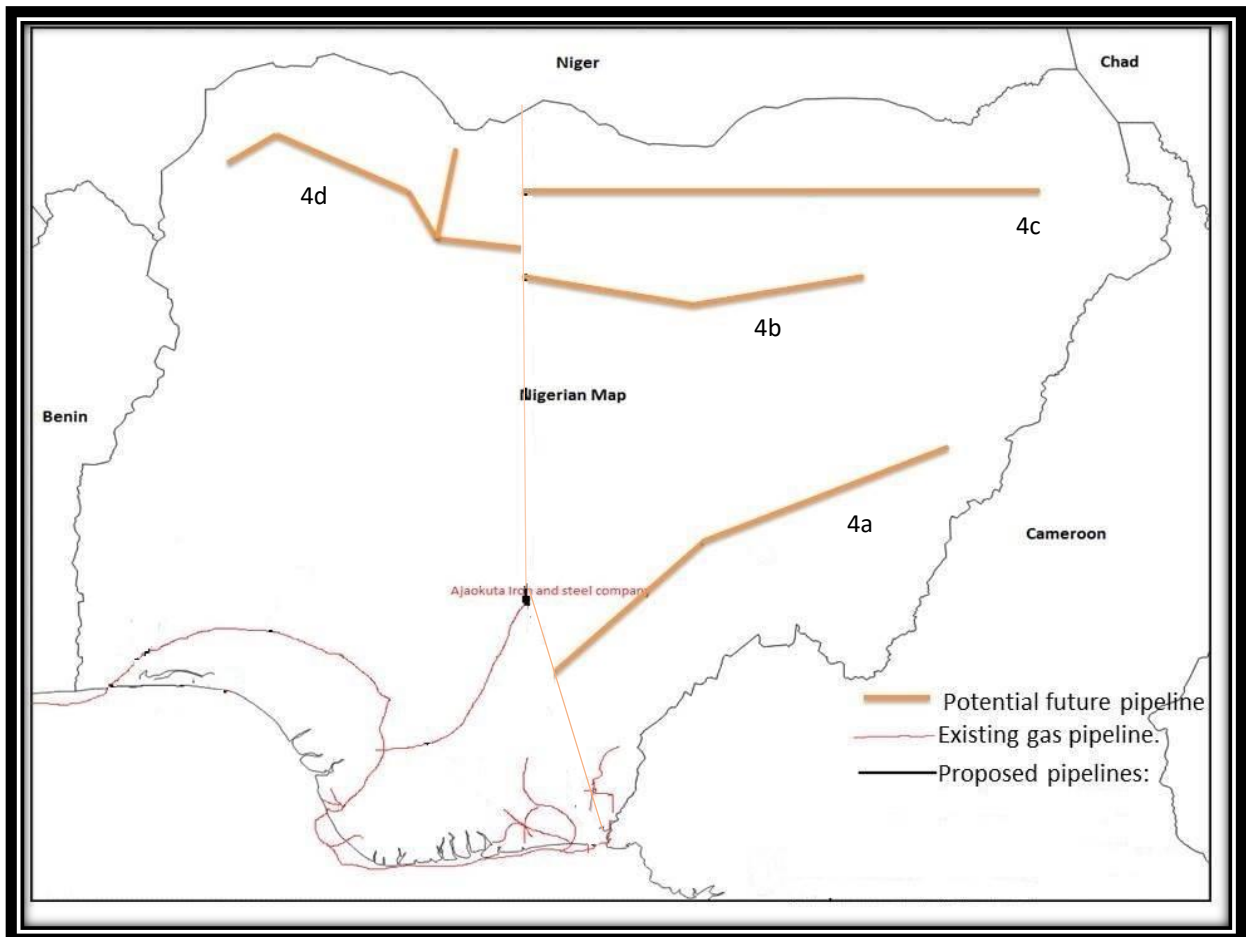 Niger
Chad
4d
4c
4b
Nigerian Map
Benin
4a
Cameroon
Ajaokuta Iron and steel company
Potential future pipeline
Existing gas pipeline.
Proposed pipelines: